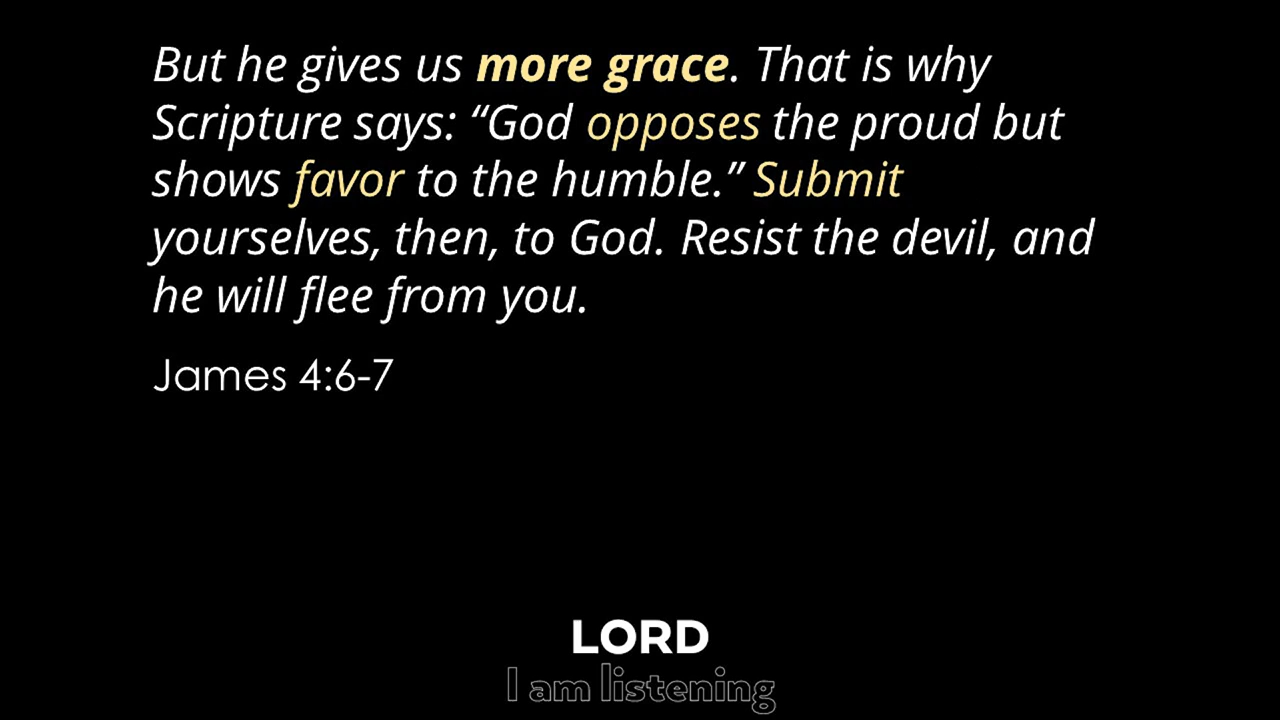 But he gives us more grace. That is why
Scripture says: “God opposes the proud but
shows favor to the humble.” Submit
yourselves, then, to God. Resist the devil, and
he will flee from you.
James 4:6-7
LORD
I am listening